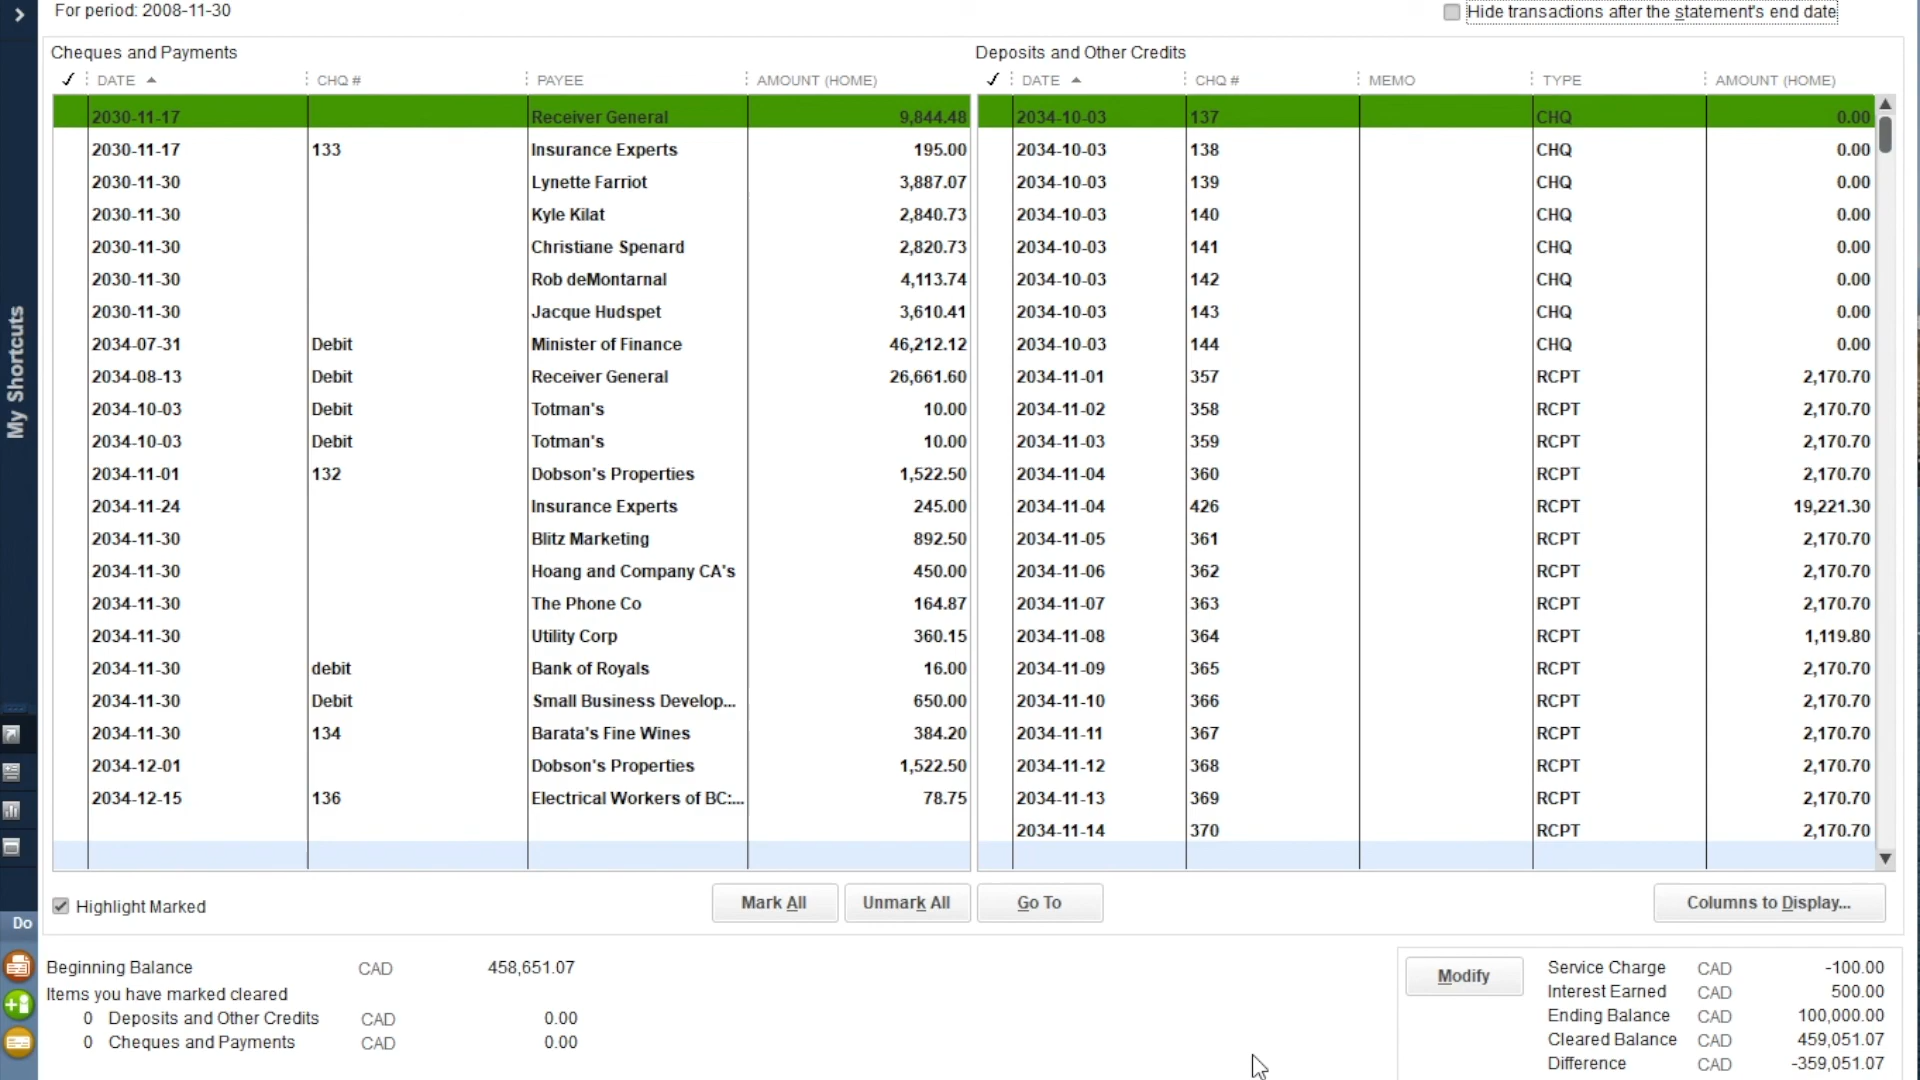 For period: 2008-11-30
Hide transactions after the statement's end date
Cheques and Payments
DATE CHQ # PAYEE AMOUNT (HOME)
2030-11-17 Receiver General 9,844.48
2030-11-17 133 Insurance Experts 195.00
2030-11-30 Lynette Farriot 3,887.07
2030-11-30 Kyle Kilat 2,840.73
2030-11-30 Christiane Spenard 2,820.73
2030-11-30 Rob deMontarnal 4,113.74
2030-11-30 Jacque Hudspet 3,610.41
2034-07-31 Debit Minister of Finance 46,212.12
2034-08-13 Debit Receiver General 26,661.60
2034-10-03 Debit Totman's 10.00
2034-10-03 Debit Totman's 10.00
2034-11-01 132 Dobson's Properties 1,522.50
2034-11-24 Insurance Experts 245.00
2034-11-30 Blitz Marketing 892.50
2034-11-30 Hoang and Company CA's 450.00
2034-11-30 The Phone Co 164.87
2034-11-30 Utility Corp 360.15
2034-11-30 debit Bank of Royals 16.00
2034-11-30 Debit Small Business Develop... 650.00
2034-11-30 134 Barata's Fine Wines 384.20
2034-12-01 Dobson's Properties 1,522.50
2034-12-15 136 Electrical Workers of BC:... 78.75
Deposits and Other Credits
DATE CHQ # MEMO TYPE AMOUNT (HOME)
2034-10-03 137 CHQ 0.00
2034-10-03 138 CHQ 0.00
2034-10-03 139 CHQ 0.00
2034-10-03 140 CHQ 0.00
2034-10-03 141 CHQ 0.00
2034-10-03 142 CHQ 0.00
2034-10-03 143 CHQ 0.00
2034-10-03 144 CHQ 0.00
2034-11-01 357 RCPT 2,170.70
2034-11-02 358 RCPT 2,170.70
2034-11-03 359 RCPT 2,170.70
2034-11-04 360 RCPT 2,170.70
2034-11-04 426 RCPT 19,221.30
2034-11-05 361 RCPT 2,170.70
2034-11-06 362 RCPT 2,170.70
2034-11-07 363 RCPT 2,170.70
2034-11-08 364 RCPT 1,119.80
2034-11-09 365 RCPT 2,170.70
2034-11-10 366 RCPT 2,170.70
2034-11-11 367 RCPT 2,170.70
2034-11-12 368 RCPT 2,170.70
2034-11-13 369 RCPT 2,170.70
2034-11-14 370 RCPT 2,170.70
My Shortcuts
Do
Highlight Marked
Mark All
Unmark All
Go To
Columns to Display...
Beginning Balance CAD 458,651.07
Items you have marked cleared
0 Deposits and Other Credits CAD 0.00
0 Cheques and Payments CAD 0.00
Modify
Service Charge CAD -100.00
Interest Earned CAD 500.00
Ending Balance CAD 100,000.00
Cleared Balance CAD 459,051.07
Difference CAD -359,051.07